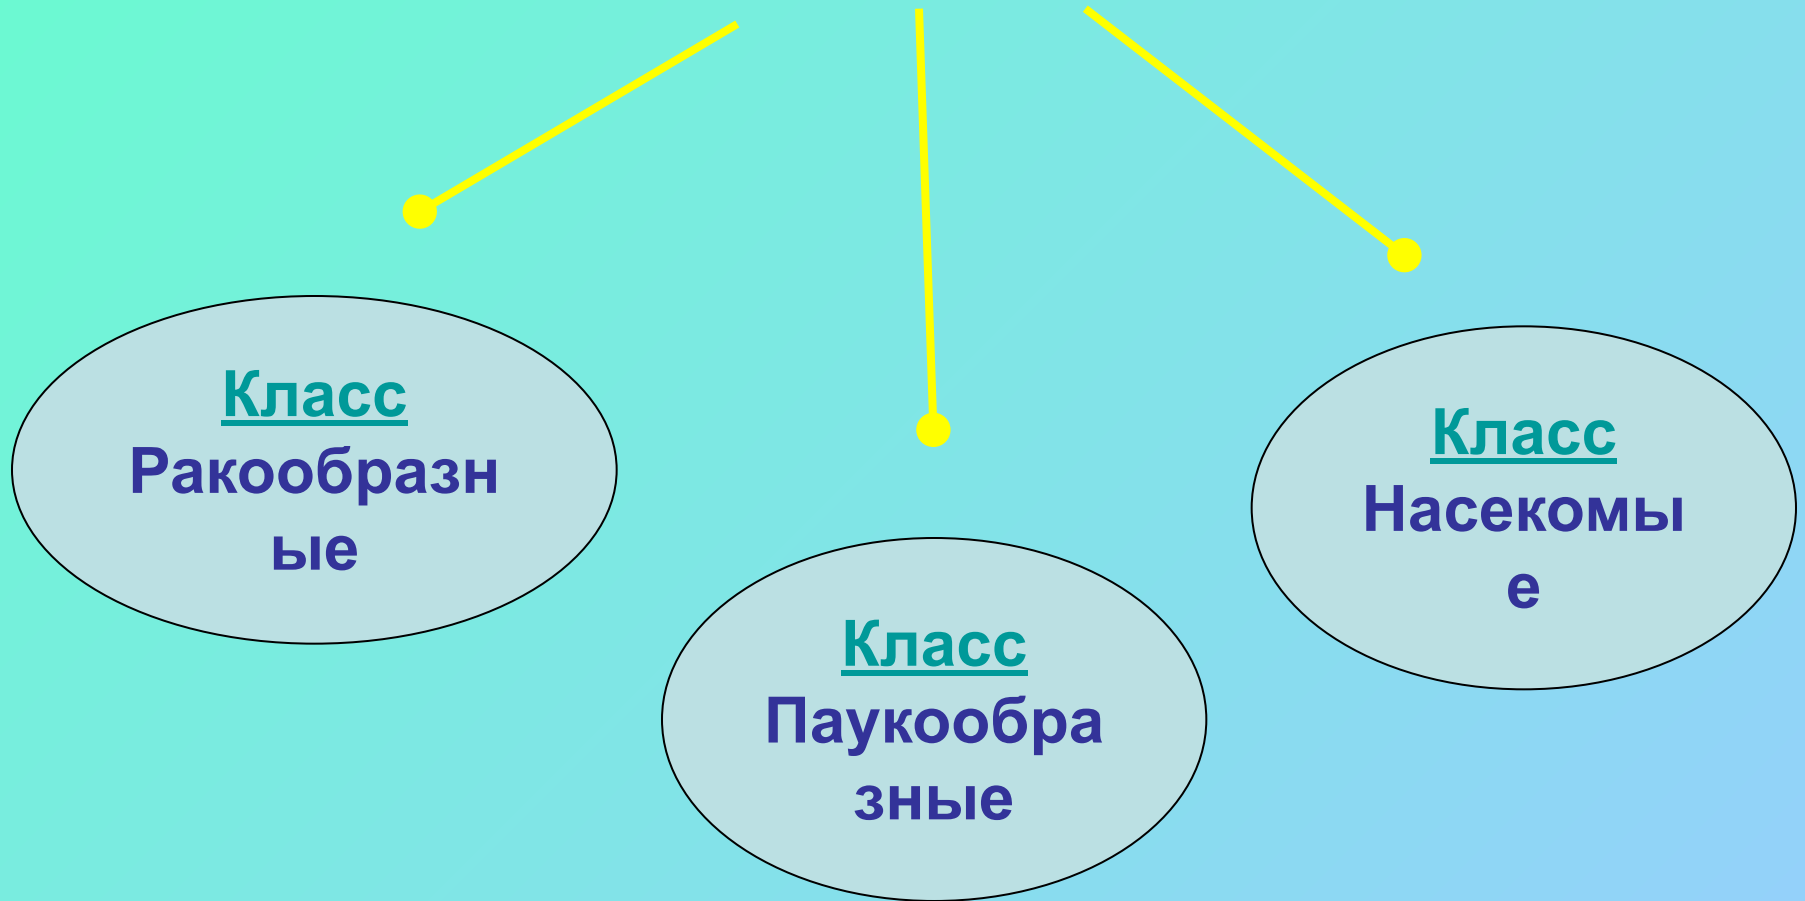 Класс
Ракообразн
ые
Класс
Паукообра
зные
Класс
Насекомы
е